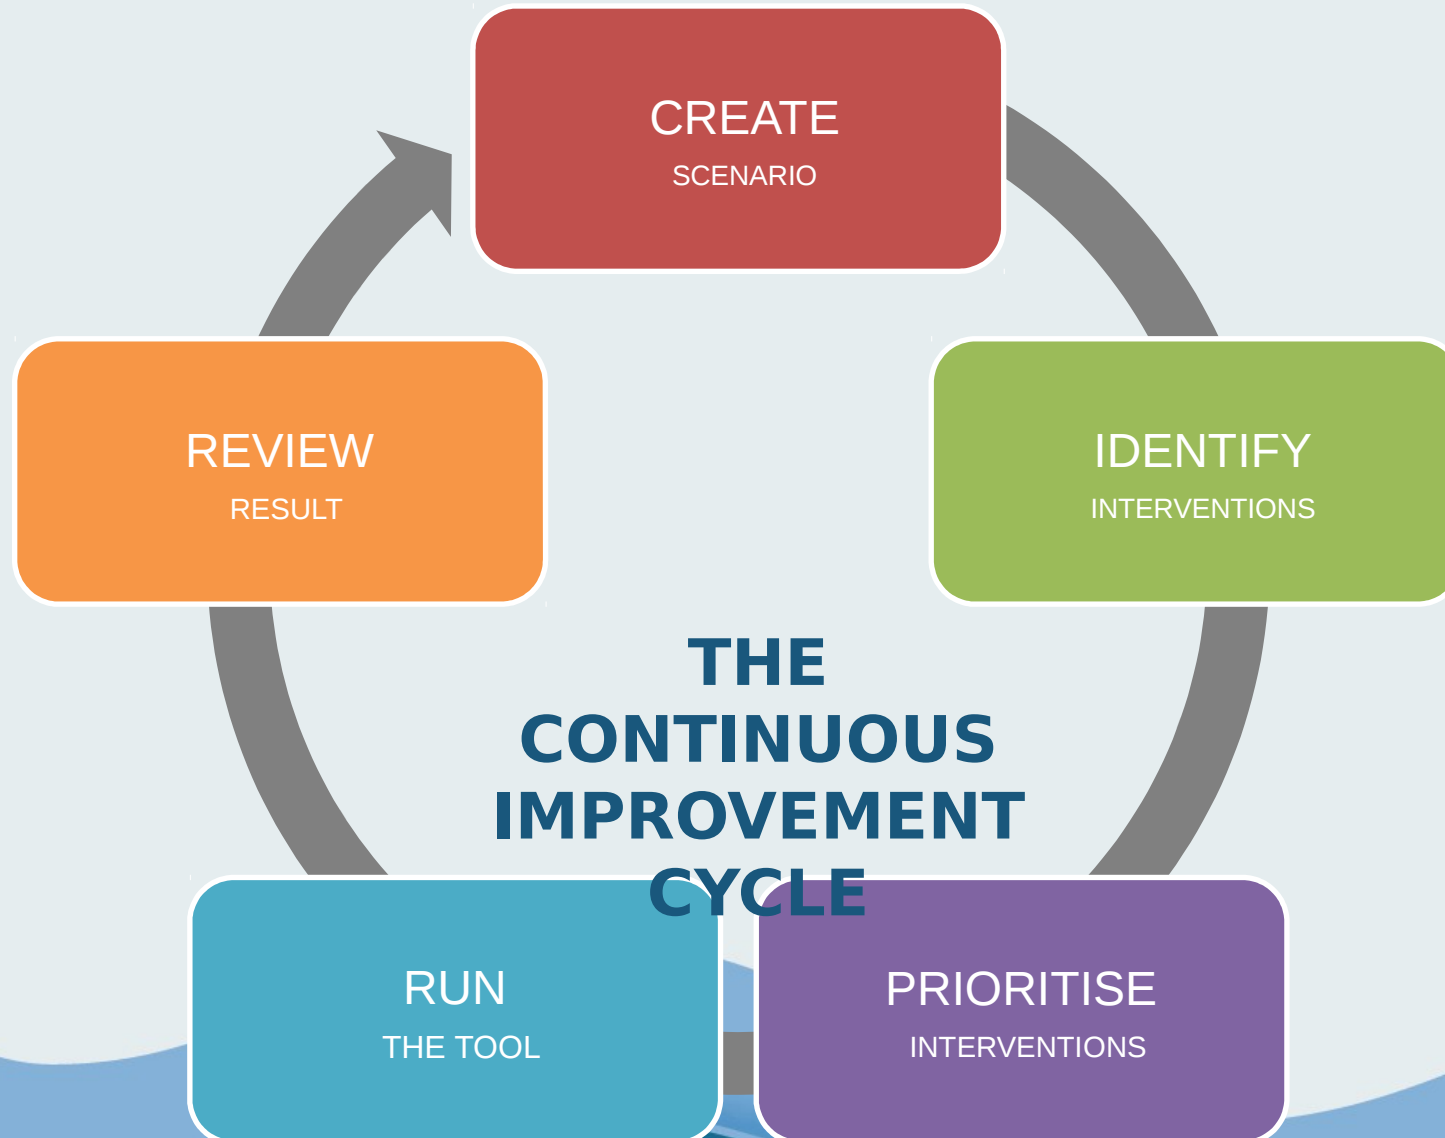 CREATE
SCENARIO
REVIEW
RESULT
IDENTIFY
INTERVENTIONS
THE
CONTINUOUS
IMPROVEMENT
CYCLE
RUN
THE TOOL
PRIORITISE
INTERVENTIONS